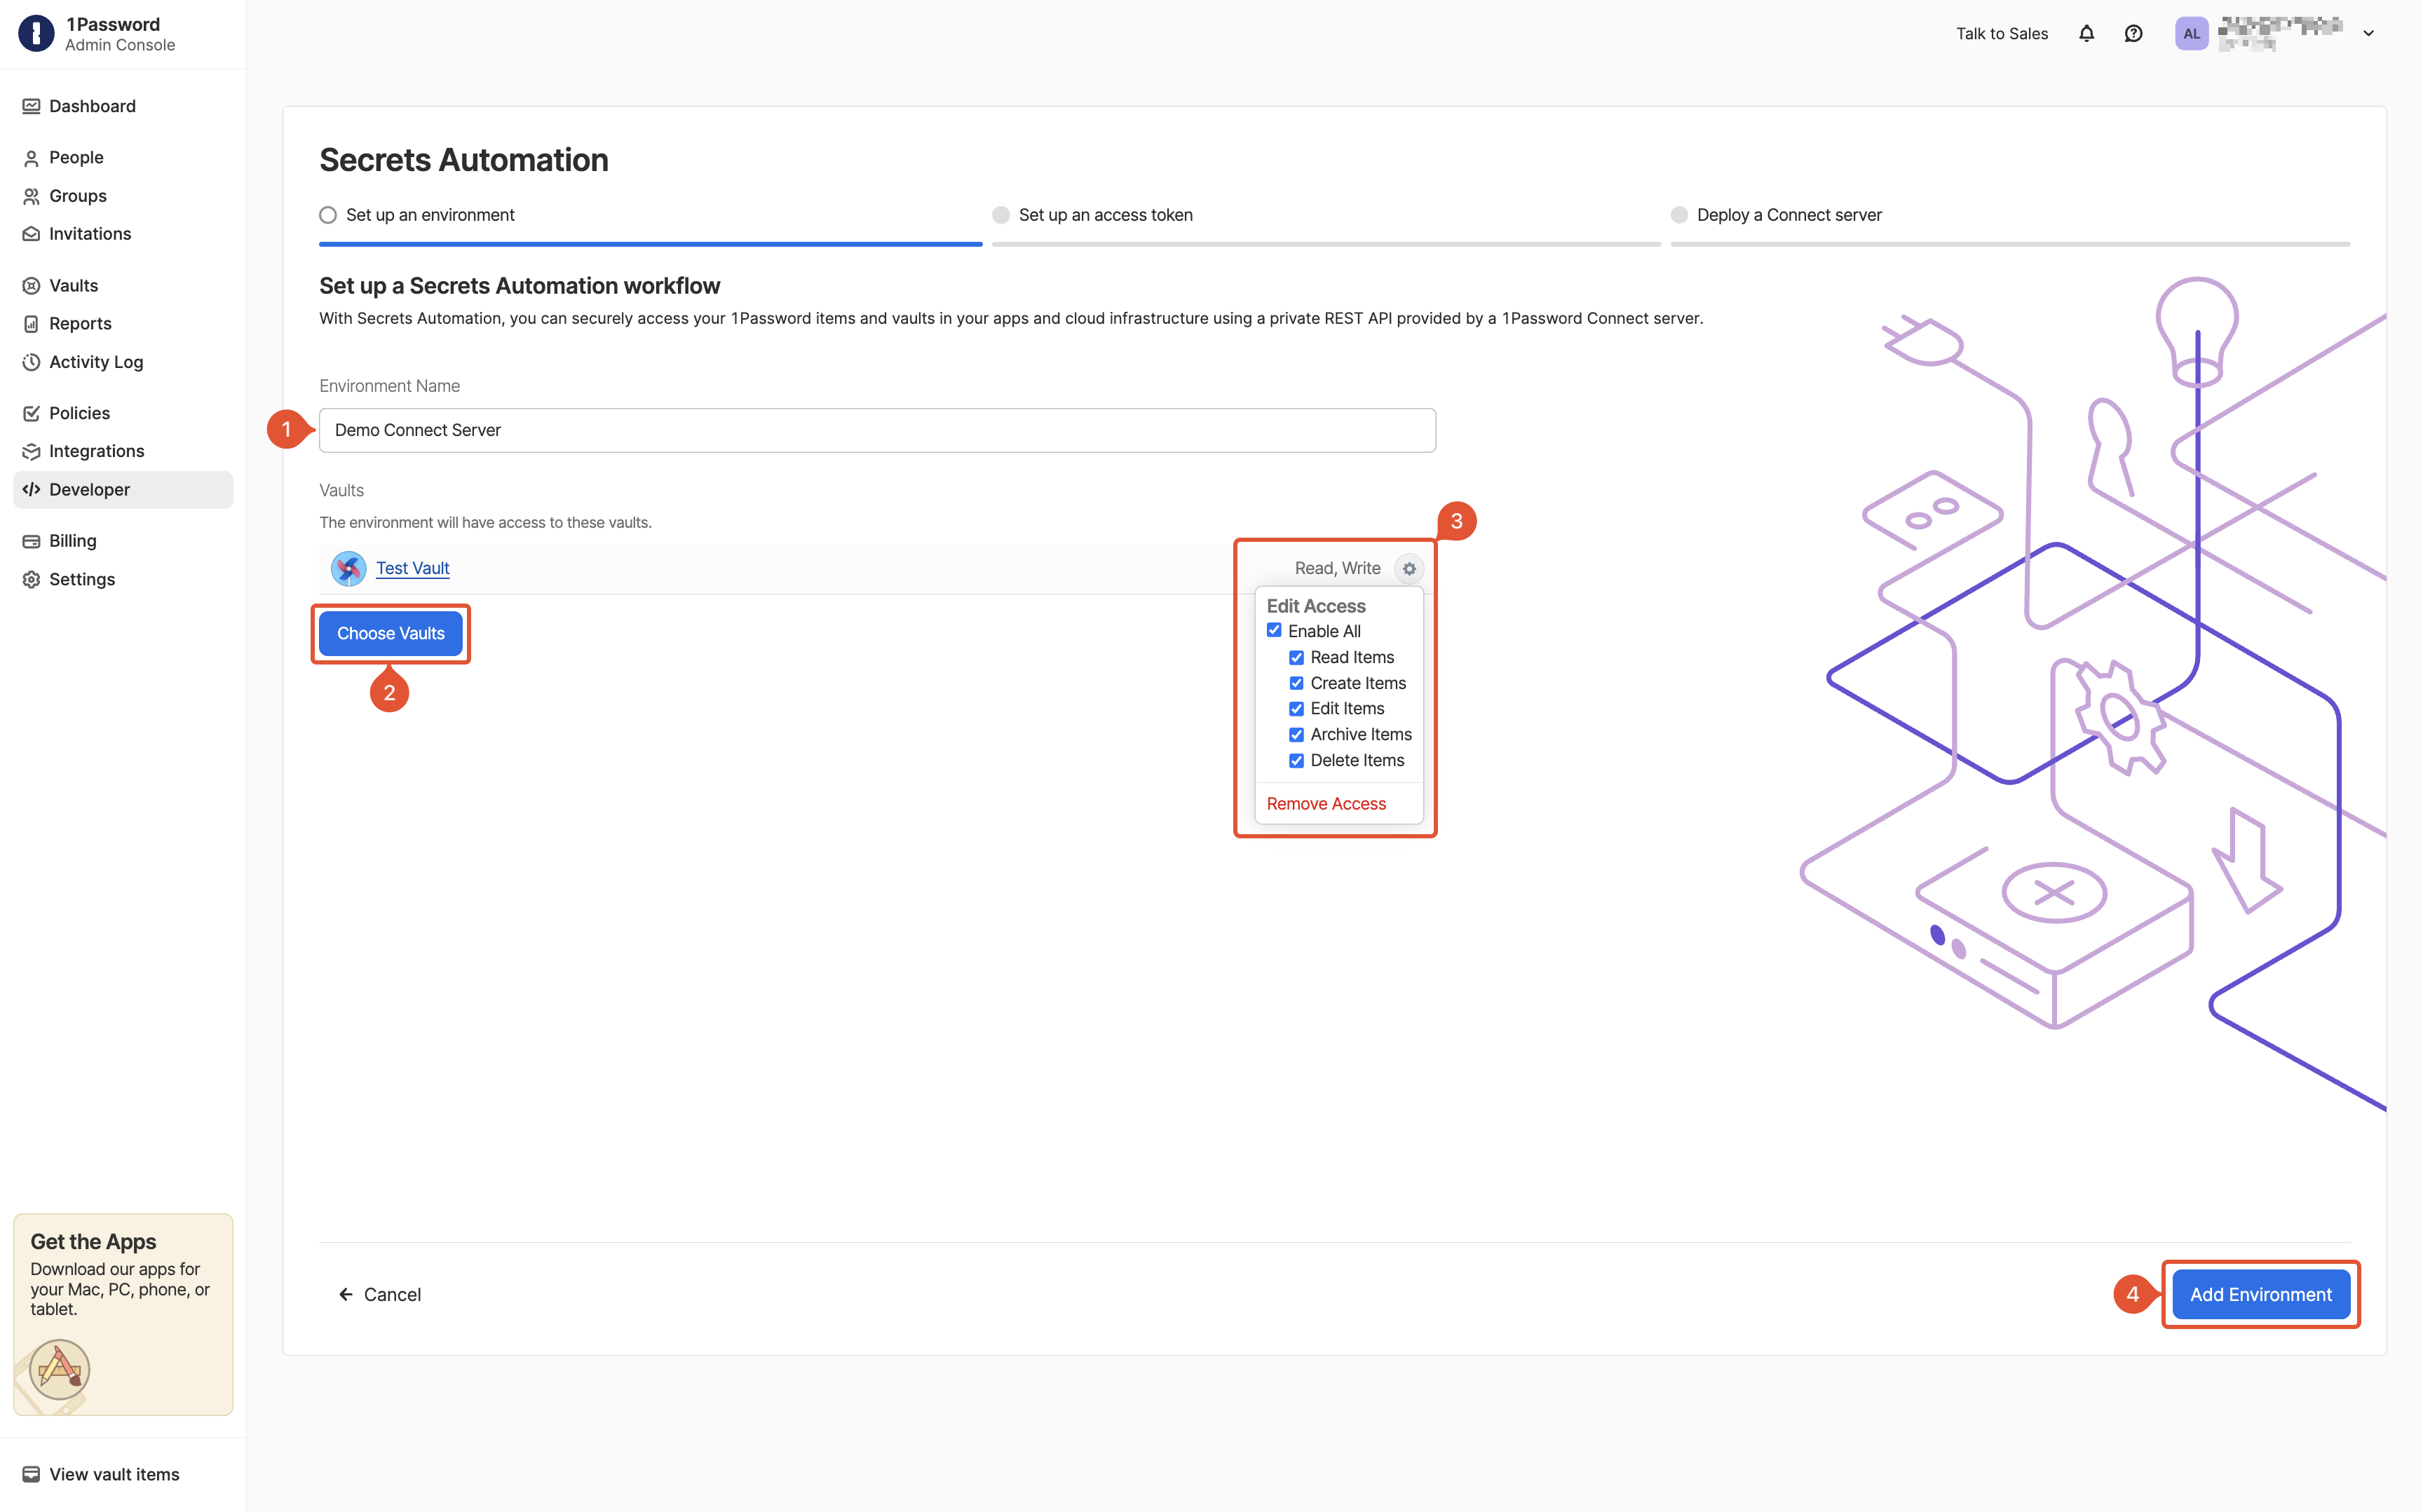 1Password
Admin Console
Talk to Sales
AL
Dashboard
People
Groups
Invitations
Vaults
Reports
Activity Log
Policies
Integrations
Developer
Billing
Settings
Get the Apps
Download our apps for
your Mac, PC, phone, or
tablet.
View vault items
Secrets Automation
Set up an environment
Set up an access token
Deploy a Connect server
Set up a Secrets Automation workflow
With Secrets Automation, you can securely access your 1Password items and vaults in your apps and cloud infrastructure using a private REST API provided by a 1Password Connect server.
Environment Name
1
Demo Connect Server
Vaults
The environment will have access to these vaults.
3
Test Vault
Read, Write
Choose Vaults
2
Edit Access
Enable All
Read Items
Create Items
Edit Items
Archive Items
Delete Items
Remove Access
Cancel
4
Add Environment